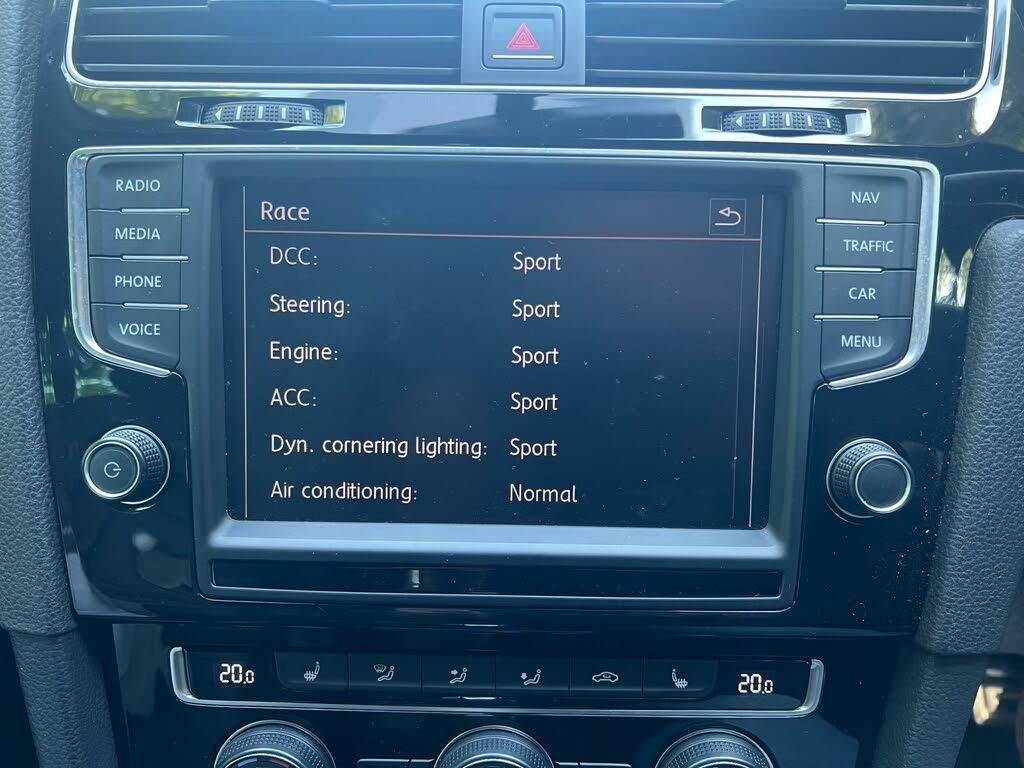 RADIO
MEDIA
PHONE
VOICE
Race
DCC: Sport
Steering: Sport
Engine: Sport
ACC: Sport
Dyn. cornering lighting: Sport
Air conditioning: Normal
NAV
TRAFFIC
CAR
MENU
20.0
20.0